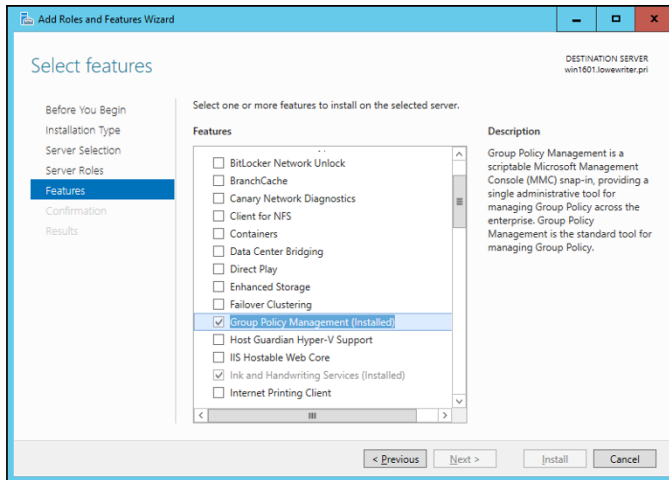 Add Roles and Features Wizard
Select features
DESTINATION SERVER
win1601.lowewriter.pri
Before You Begin
Installation Type
Server Selection
Server Roles
Features
Confirmation
Results
Select one or more features to install on the selected server.
Features
BitLocker Network Unlock
BranchCache
Canary Network Diagnostics
Client for NFS
Containers
Data Center Bridging
Direct Play
Enhanced Storage
Failover Clustering
Group Policy Management (Installed)
Host Guardian Hyper-V Support
IIS Hostable Web Core
Ink and Handwriting Services (Installed)
Internet Printing Client
Description
Group Policy Management is a
scriptable Microsoft Management
Console (MMC) snap-in, providing a
single administrative tool for
managing Group Policy across the
enterprise. Group Policy
Management is the standard tool for
managing Group Policy.
< Previous
Next >
Install
Cancel